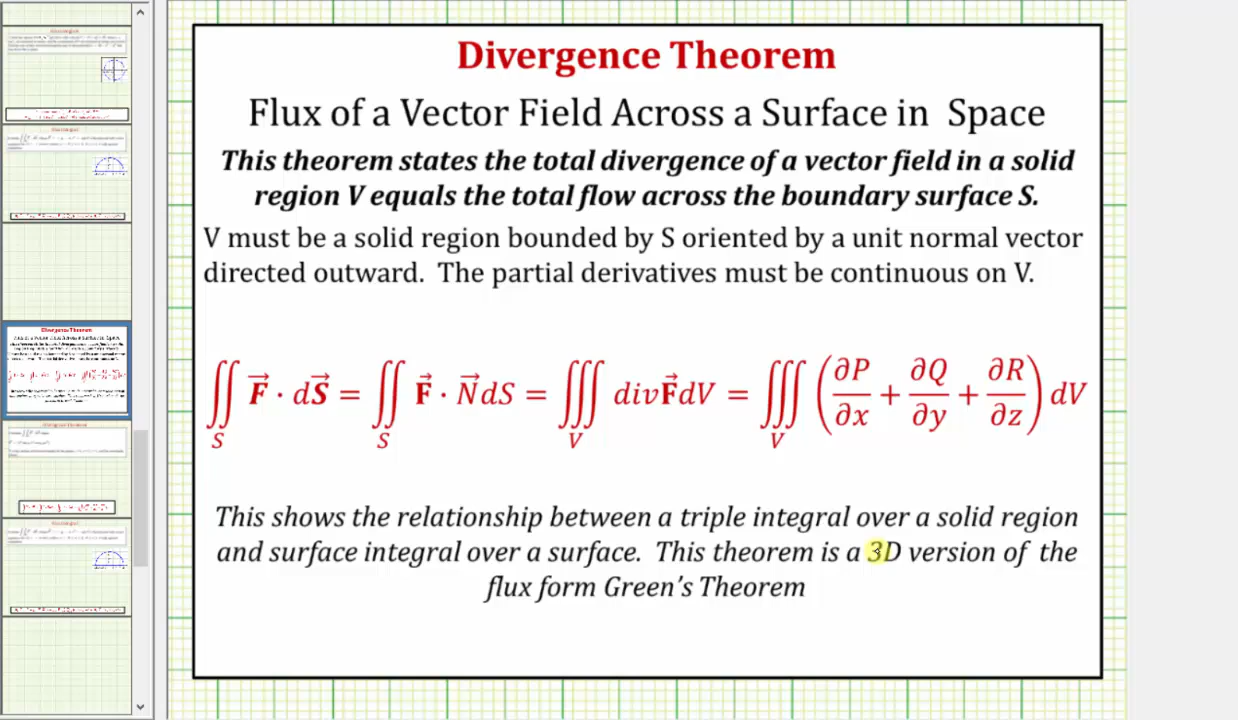 Divergence Theorem
Flux of a Vector Field Across a Surface in Space
This theorem states the total divergence of a vector field in a solid
region V equals the total flow across the boundary surface S.
V must be a solid region bounded by S oriented by a unit normal vector
directed outward. The partial derivatives must be continuous on V.
∬_S F⃗ · dS⃗ = ∬_S F⃗ · N⃗dS = ∭_V divF⃗dV = ∭_V (∂P/∂x + ∂Q/∂y + ∂R/∂z) dV
This shows the relationship between a triple integral over a solid region
and surface integral over a surface. This theorem is a 3D version of the
flux form Green's Theorem